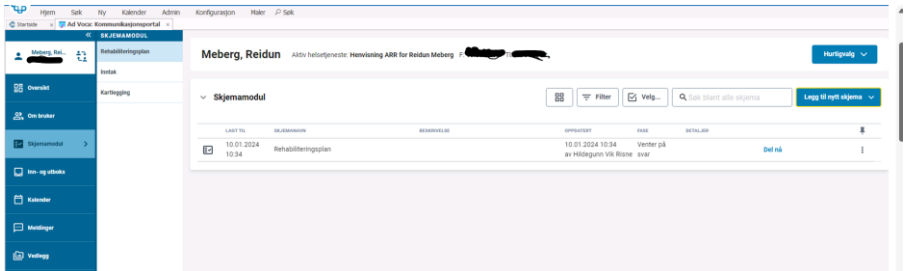 Hjem Søk Ny Kalender Admin Konfigurasjon Maler Søk
Startside × Ad Voca: Kommunikasjonsportal ×
« SKJEMAMODUL
Meberg, Rei...
Rehabiliteringsplan
Inntak
Kartlegging
Oversikt
Om bruker
Skjemamodul >
Inn- og utboks
Kalender
Meldinger
Vedlegg
Meberg, Reidun Aktiv helsetjeneste: Henvisning ARR for Reidun Meberg F:
Hurtigvalg
Skjemamodul
Filter Velg... Søk blant alle skjema Legg til nytt skjema
LAGT TIL SKJEMANAVN BESKRIVELSE OPPDATERT FASE DETALJER
10.01.2024 Rehabiliteringsplan 10.01.2024 10:34 Venter på Del nå
10:34 av Hildegunn Vik Risne svar